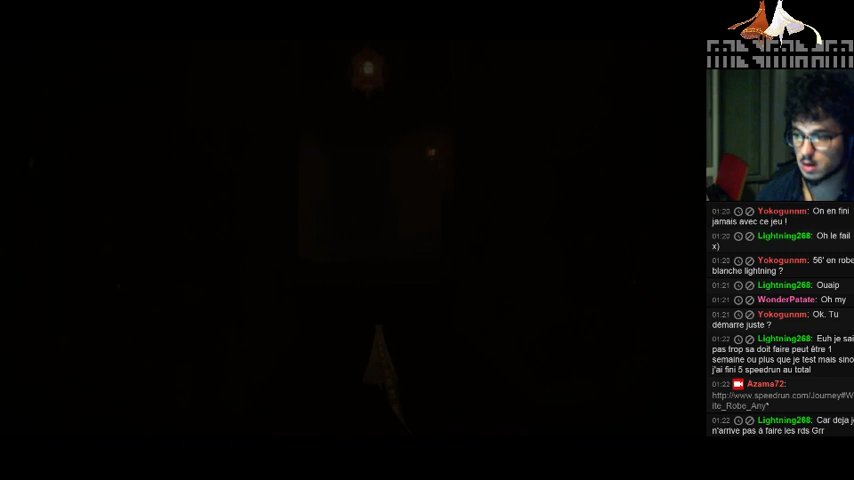 01:20 Yokogunnm: On en fini
jamais avec ce jeu !
01:20 Lightning268: Oh le fail
x)
01:20 Yokogunnm: 56' en robe
blanche lightning ?
01:21 Lightning268: Ouaip
01:21 WonderPatate: Oh my
01:21 Yokogunnm: Ok. Tu
démarre juste ?
01:22 Lightning268: Euh je sai
pas trop sa doit faire peut être 1
semaine ou plus que je test mais sino
j'ai fini 5 speedrun au total
01:22 Azama72:
http://www.speedrun.com/Journey#W
ite_Robe_Any*
01:22 Lightning268: Car deja j
n'arrive pas à faire les rds Grr